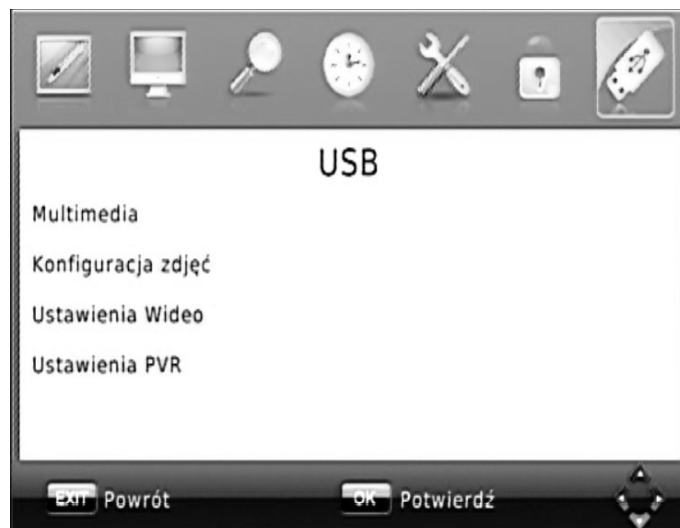 USB
Multimedia
Konfiguracja zdjęć
Ustawienia Wideo
Ustawienia PVR
EXIT Powrót OK Potwierdź